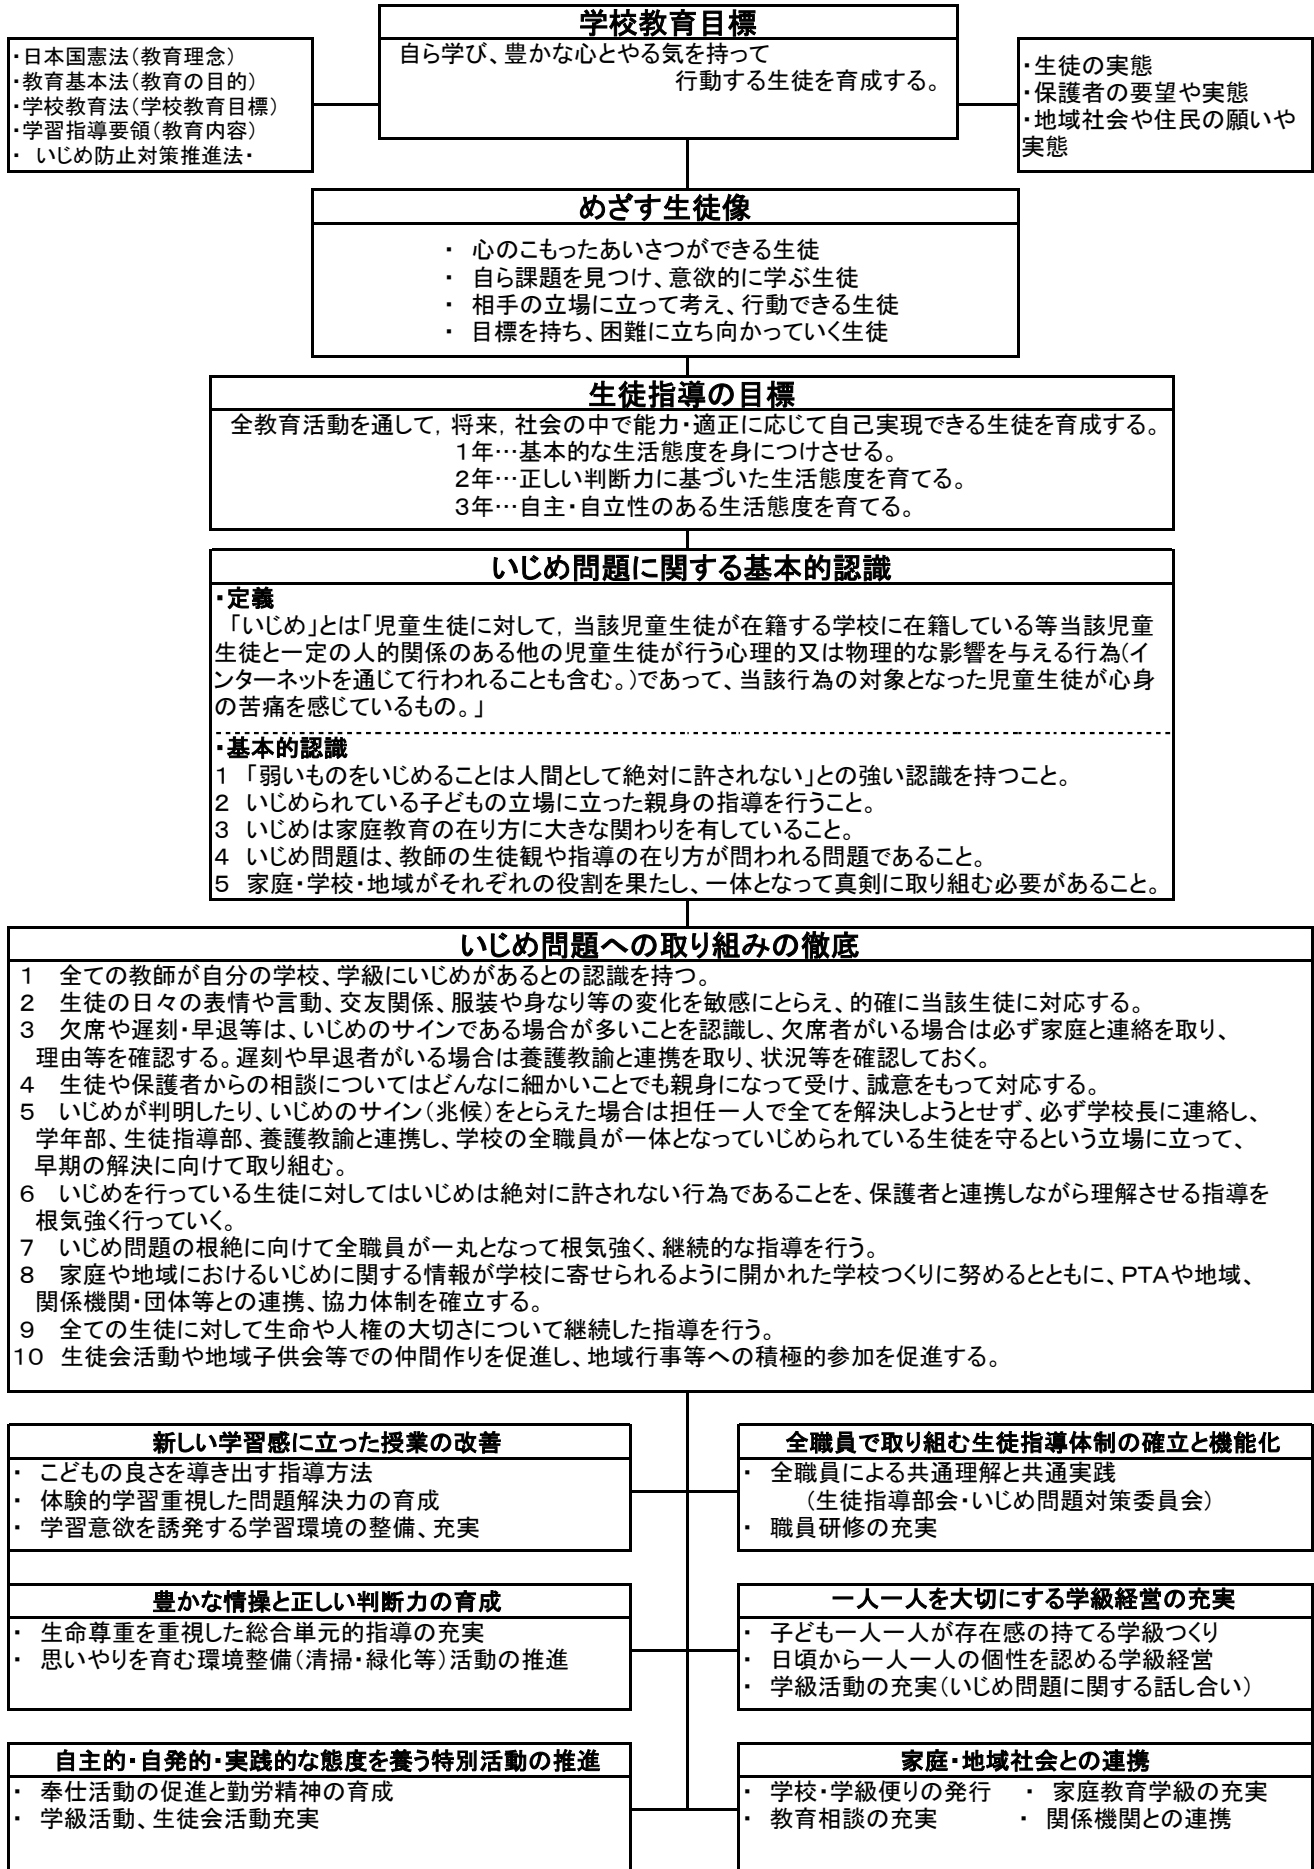 学校教育目標
自ら学び、豊かな心とやる気を持って
行動する生徒を育成する。
・日本国憲法(教育理念)
・教育基本法(教育の目的)
・学校教育法(学校教育目標)
・学習指導要領(教育内容)
・ いじめ防止対策推進法・
・生徒の実態
・保護者の要望や実態
・地域社会や住民の願いや
実態
めざす生徒像
・ 心のこもったあいさつができる生徒
・ 自ら課題を見つけ、意欲的に学ぶ生徒
・ 相手の立場に立って考え、行動できる生徒
・ 目標を持ち、困難に立ち向かっていく生徒
生徒指導の目標
全教育活動を通して,将来,社会の中で能力・適正に応じて自己実現できる生徒を育成する。
1年…基本的な生活態度を身につけさせる。
2年…正しい判断力に基づいた生活態度を育てる。
3年…自主・自立性のある生活態度を育てる。
いじめ問題に関する基本的認識
・定義
「いじめ」とは「児童生徒に対して,当該児童生徒が在籍する学校に在籍している等当該児童
生徒と一定の人的関係のある他の児童生徒が行う心理的又は物理的な影響を与える行為(イ
ンターネットを通じて行われることも含む。)であって、当該行為の対象となった児童生徒が心身
の苦痛を感じているもの。」
・基本的認識
1 「弱いものをいじめることは人間として絶対に許されない」との強い認識を持つこと。
2 いじめられている子どもの立場に立った親身の指導を行うこと。
3 いじめは家庭教育の在り方に大きな関わりを有していること。
4 いじめ問題は、教師の生徒観や指導の在り方が問われる問題であること。
5 家庭・学校・地域がそれぞれの役割を果たし、一体となって真剣に取り組む必要があること。
いじめ問題への取り組みの徹底
1 全ての教師が自分の学校、学級にいじめがあるとの認識を持つ。
2 生徒の日々の表情や言動、交友関係、服装や身なり等の変化を敏感にとらえ、的確に当該生徒に対応する。
3 欠席や遅刻・早退等は、いじめのサインである場合が多いことを認識し、欠席者がいる場合は必ず家庭と連絡を取り、
理由等を確認する。遅刻や早退者がいる場合は養護教諭と連携を取り、状況等を確認しておく。
4 生徒や保護者からの相談についてはどんなに細かいことでも親身になって受け、誠意をもって対応する。
5 いじめが判明したり、いじめのサイン(兆候)をとらえた場合は担任一人で全てを解決しようとせず、必ず学校長に連絡し、
学年部、生徒指導部、養護教諭と連携し、学校の全職員が一体となっていじめられている生徒を守るという立場に立って、
早期の解決に向けて取り組む。
6 いじめを行っている生徒に対してはいじめは絶対に許されない行為であることを、保護者と連携しながら理解させる指導を
根気強く行っていく。
7 いじめ問題の根絶に向けて全職員が一丸となって根気強く、継続的な指導を行う。
8 家庭や地域におけるいじめに関する情報が学校に寄せられるように開かれた学校つくりに努めるとともに、PTAや地域、
関係機関・団体等との連携、協力体制を確立する。
9 全ての生徒に対して生命や人権の大切さについて継続した指導を行う。
10 生徒会活動や地域子供会等での仲間作りを促進し、地域行事等への積極的参加を促進する。
新しい学習感に立った授業の改善
・ こどもの良さを導き出す指導方法
・ 体験的学習重視した問題解決力の育成
・ 学習意欲を誘発する学習環境の整備、充実
全職員で取り組む生徒指導体制の確立と機能化
・ 全職員による共通理解と共通実践
(生徒指導部会・いじめ問題対策委員会)
・ 職員研修の充実
豊かな情操と正しい判断力の育成
・ 生命尊重を重視した総合単元的指導の充実
・ 思いやりを育む環境整備(清掃・緑化等)活動の推進
一人一人を大切にする学級経営の充実
・ 子ども一人一人が存在感の持てる学級つくり
・ 日頃から一人一人の個性を認める学級経営
・ 学級活動の充実(いじめ問題に関する話し合い)
自主的・自発的・実践的な態度を養う特別活動の推進
・ 奉仕活動の促進と勤労精神の育成
・ 学級活動、生徒会活動充実
家庭・地域社会との連携
・ 学校・学級便りの発行 ・ 家庭教育学級の充実
・ 教育相談の充実 ・ 関係機関との連携